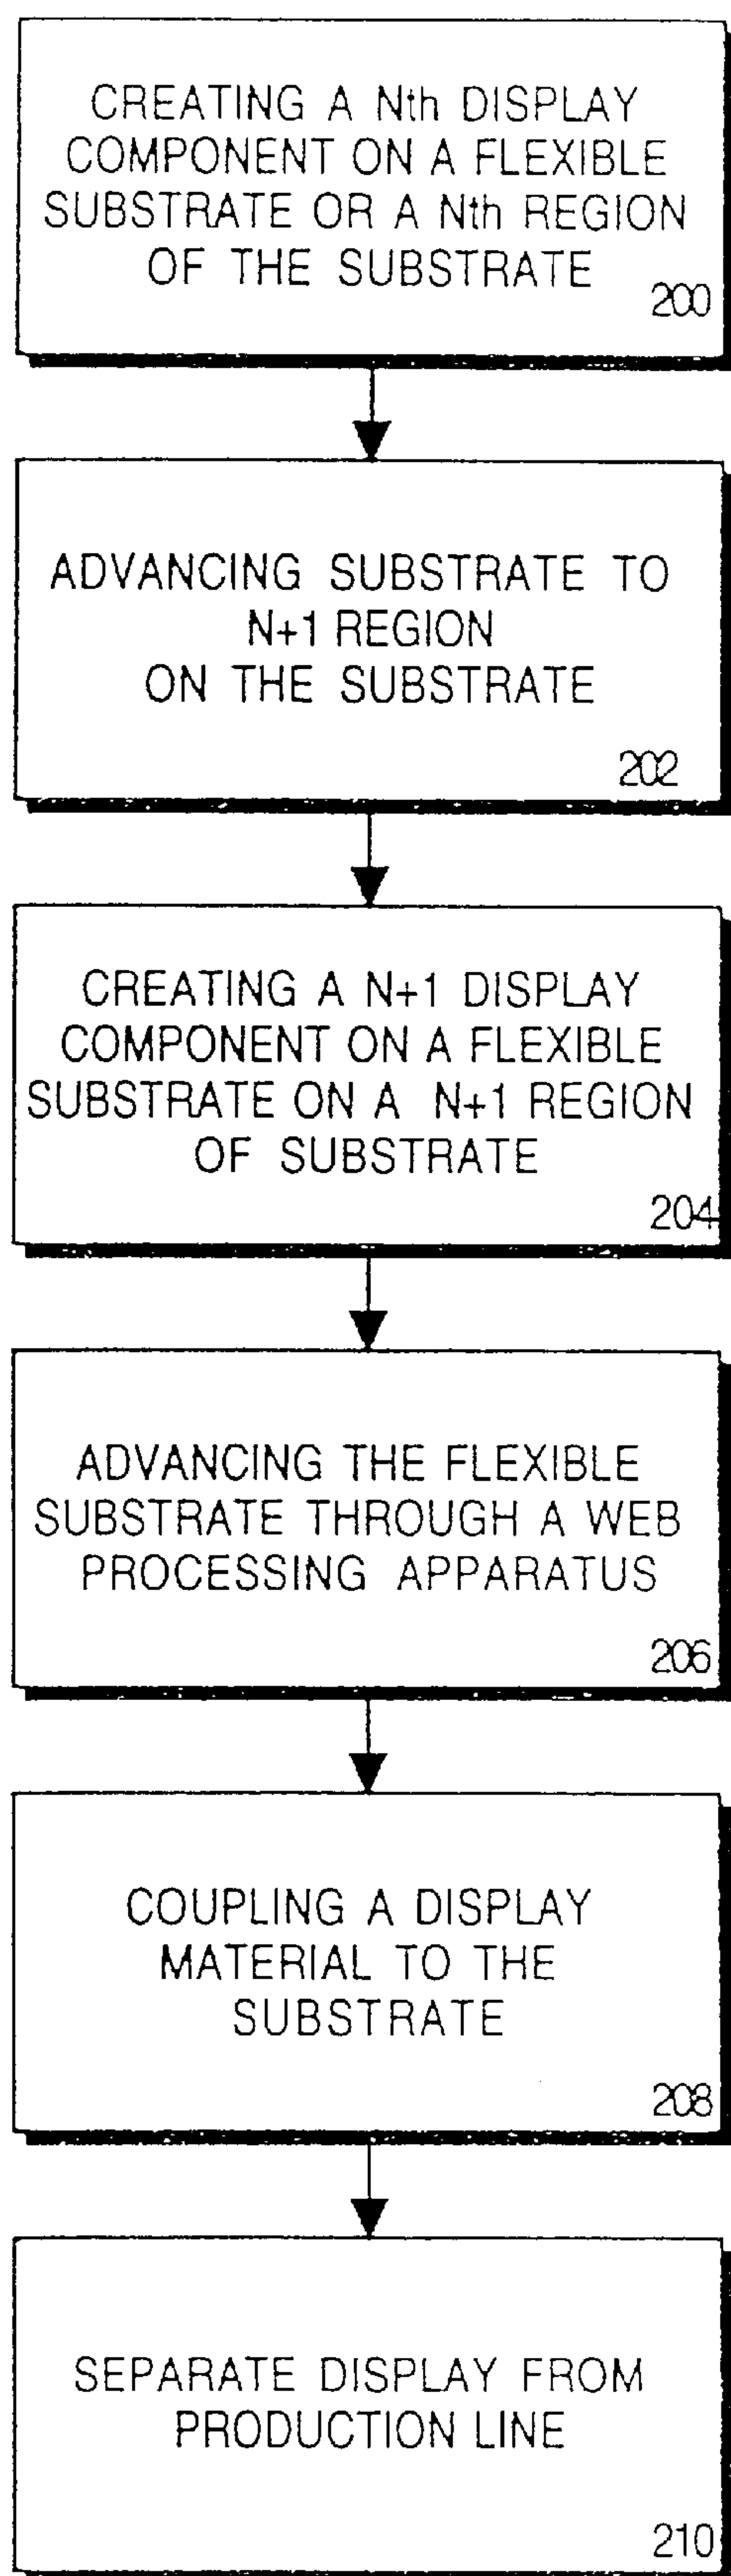 CREATING A Nth DISPLAY
COMPONENT ON A FLEXIBLE
SUBSTRATE OR A Nth REGION
OF THE SUBSTRATE
200
ADVANCING SUBSTRATE TO
N+1 REGION
ON THE SUBSTRATE
202
CREATING A N+1 DISPLAY
COMPONENT ON A FLEXIBLE
SUBSTRATE ON A N+1 REGION
OF SUBSTRATE
204
ADVANCING THE FLEXIBLE
SUBSTRATE THROUGH A WEB
PROCESSING APPARATUS
206
COUPLING A DISPLAY
MATERIAL TO THE
SUBSTRATE
208
SEPARATE DISPLAY FROM
PRODUCTION LINE
210